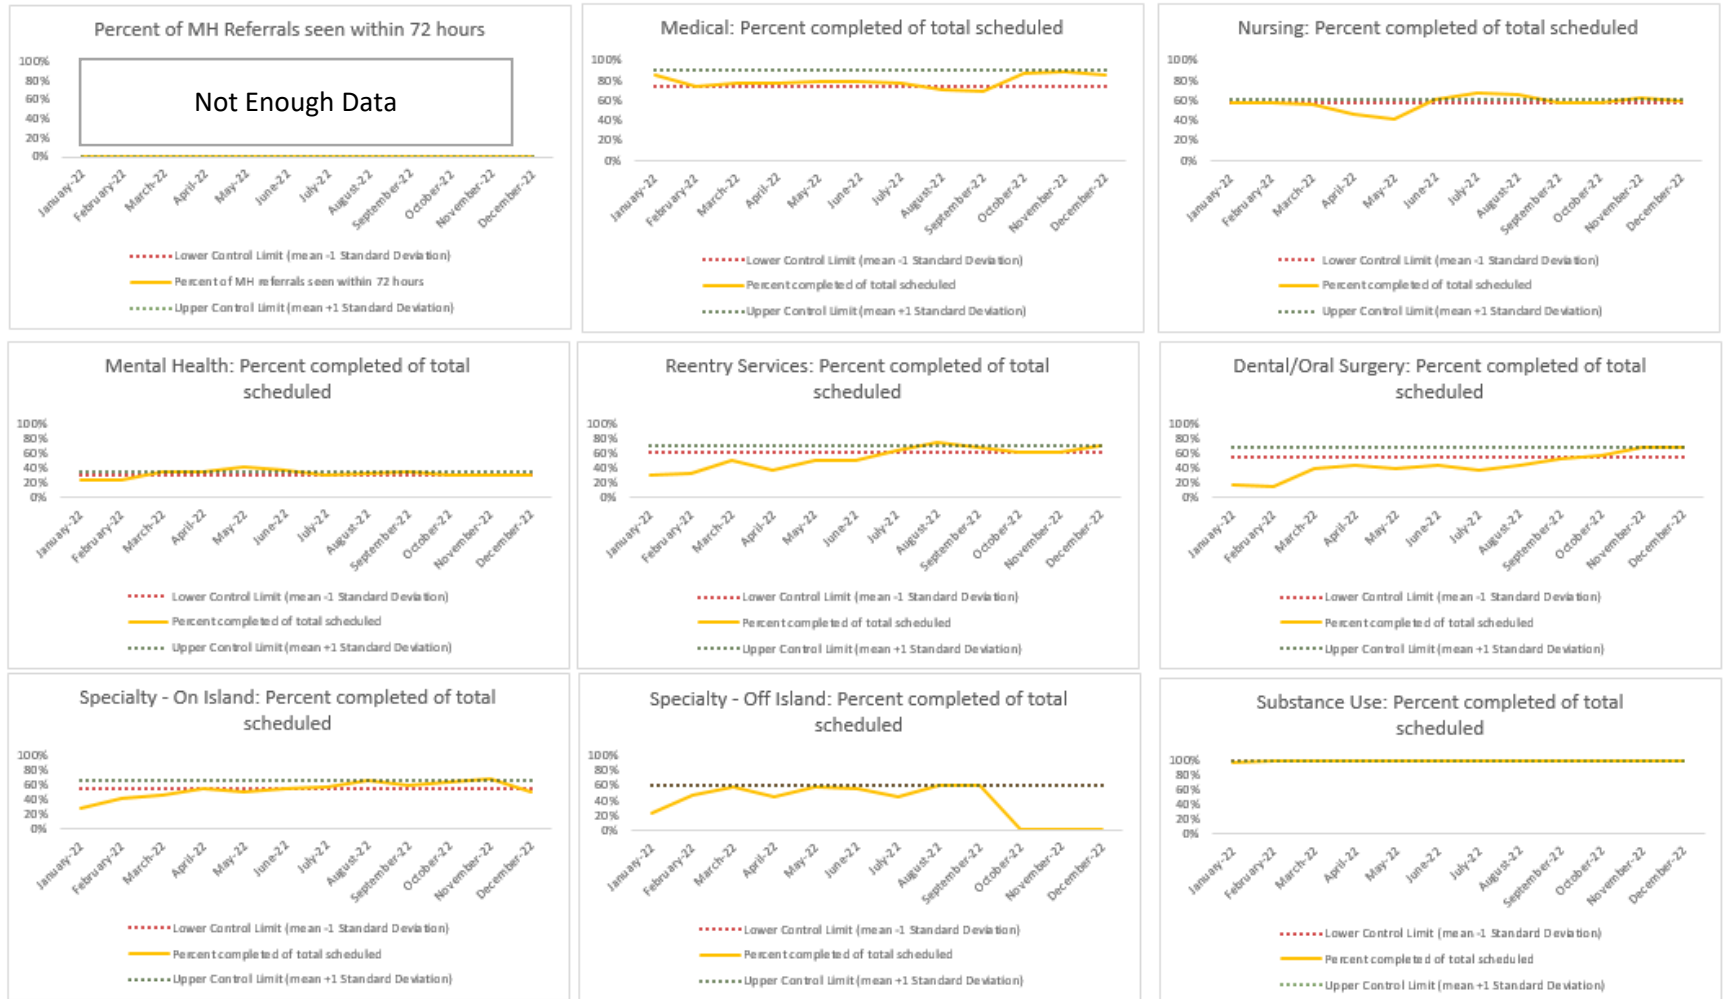 Percent of MH Referrals seen within 72 hours
100%
80%
60%
40%
20%
0%
Not Enough Data
January-22
February-22
March-22
April-22
May-22
June-22
July-22
August-22
September-22
October-22
November-22
December-22
Lower Control Limit (mean -1 Standard Deviation)
Percent of MH referrals seen within 72 hours
Upper Control Limit (mean +1 Standard Deviation)
Medical: Percent completed of total scheduled
100%
80%
60%
40%
20%
0%
January-22
February-22
March-22
April-22
May-22
June-22
July-22
August-22
September-22
October-22
November-22
December-22
Lower Control Limit (mean -1 Standard Deviation)
Percent completed of total scheduled
Upper Control Limit (mean +1 Standard Deviation)
Nursing: Percent completed of total scheduled
100%
80%
60%
40%
20%
0%
January-22
February-22
March-22
April-22
May-22
June-22
July-22
August-22
September-22
October-22
November-22
December-22
Lower Control Limit (mean -1 Standard Deviation)
Percent completed of total scheduled
Upper Control Limit (mean +1 Standard Deviation)
Mental Health: Percent completed of total
scheduled
100%
80%
60%
40%
20%
0%
January-22
February-22
March-22
April-22
May-22
June-22
July-22
August-22
September-22
October-22
November-22
December-22
Lower Control Limit (mean -1 Standard Deviation)
Percent completed of total scheduled
Upper Control Limit (mean +1 Standard Deviation)
Reentry Services: Percent completed of total
scheduled
100%
80%
60%
40%
20%
0%
January-22
February-22
March-22
April-22
May-22
June-22
July-22
August-22
September-22
October-22
November-22
December-22
Lower Control Limit (mean -1 Standard Deviation)
Percent completed of total scheduled
Upper Control Limit (mean +1 Standard Deviation)
Dental/Oral Surgery: Percent completed of total
scheduled
100%
80%
60%
40%
20%
0%
January-22
February-22
March-22
April-22
May-22
June-22
July-22
August-22
September-22
October-22
November-22
December-22
Lower Control Limit (mean -1 Standard Deviation)
Percent completed of total scheduled
Upper Control Limit (mean +1 Standard Deviation)
Specialty - On Island: Percent completed of total
scheduled
100%
80%
60%
40%
20%
0%
January-22
February-22
March-22
April-22
May-22
June-22
July-22
August-22
September-22
October-22
November-22
December-22
Lower Control Limit (mean -1 Standard Deviation)
Percent completed of total scheduled
Upper Control Limit (mean +1 Standard Deviation)
Specialty - Off Island: Percent completed of total
scheduled
100%
80%
60%
40%
20%
0%
January-22
February-22
March-22
April-22
May-22
June-22
July-22
August-22
September-22
October-22
November-22
December-22
Lower Control Limit (mean -1 Standard Deviation)
Percent completed of total scheduled
Upper Control Limit (mean +1 Standard Deviation)
Substance Use: Percent completed of total
scheduled
100%
80%
60%
40%
20%
0%
January-22
February-22
March-22
April-22
May-22
June-22
July-22
August-22
September-22
October-22
November-22
December-22
Lower Control Limit (mean -1 Standard Deviation)
Percent completed of total scheduled
Upper Control Limit (mean +1 Standard Deviation)